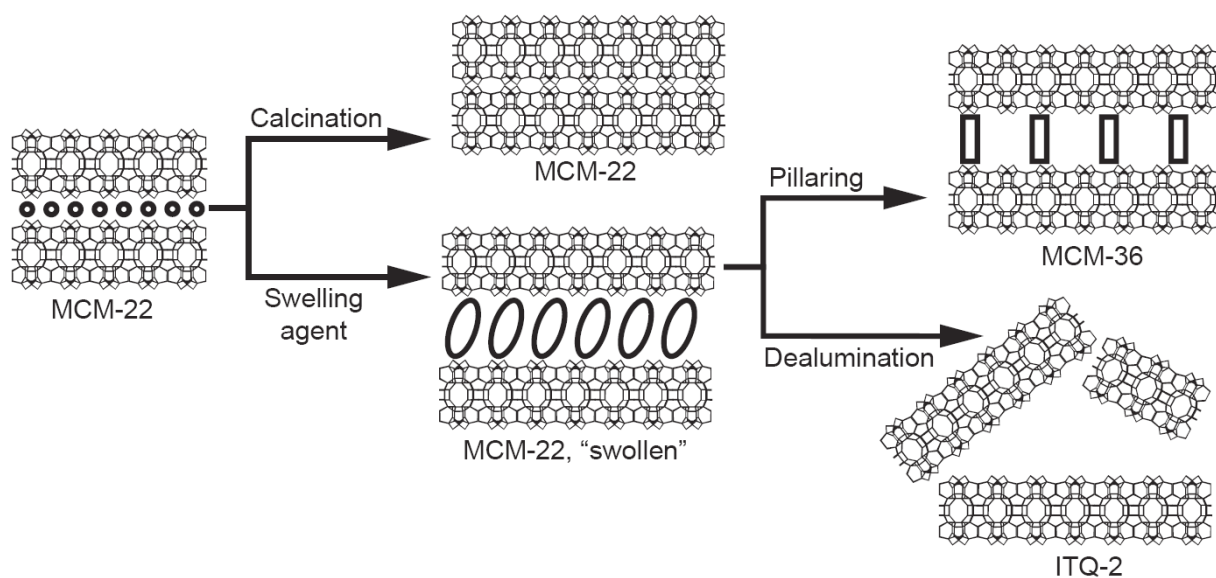 MCM-22
Calcination
Swelling
agent
MCM-22
MCM-22, “swollen”
Pillaring
Dealumination
MCM-36
ITQ-2